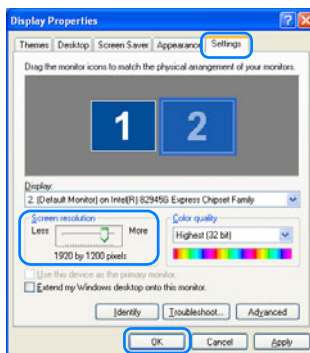 Display Properties
Themes Desktop Screen Saver Appearance Settings
Drag the monitor icons to match the physical arrangement of your monitors.
1 2
Display:
2. (Default Monitor) on Intel(R) 82945G Express Chipset Family
Screen resolution
Less More
1920 by 1200 pixels
Color quality
Highest (32 bit)
Use this device as the primary monitor.
Extend my Windows desktop onto this monitor.
Identify Troubleshoot... Advanced
OK Cancel Apply